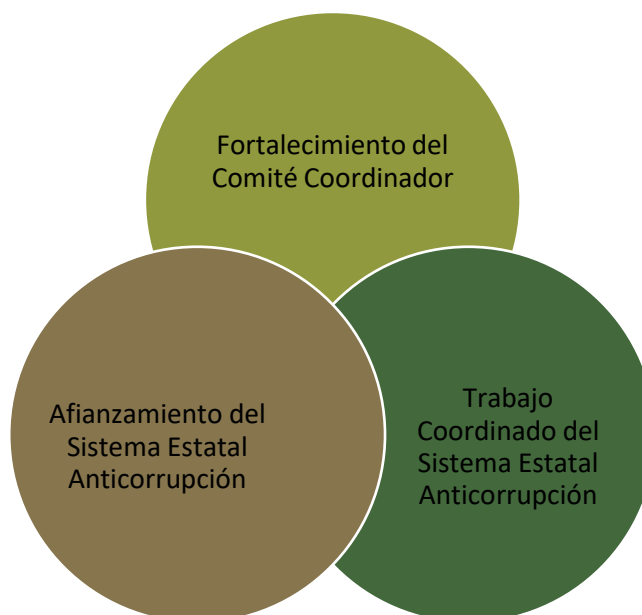 Fortalecimiento del
Comité Coordinador
Afianzamiento del
Sistema Estatal
Anticorrupción
Trabajo
Coordinado del
Sistema Estatal
Anticorrupción